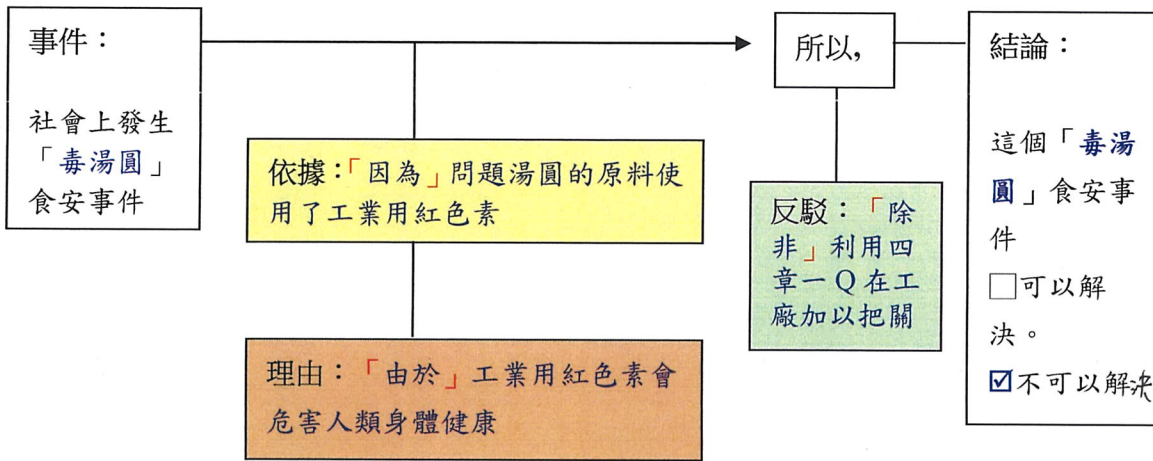 事件：
社會上發生
「毒湯圓」
食安事件
依據：「因為」問題湯圓的原料使
用了工業用紅色素
理由：「由於」工業用紅色素會
危害人類身體健康
所以,
反駁：「除
非」利用四
章一 Q 在工
廠加以把關
結論：
這個「毒湯
圓」食安事
件
□可以解
決。
☑不可以解決